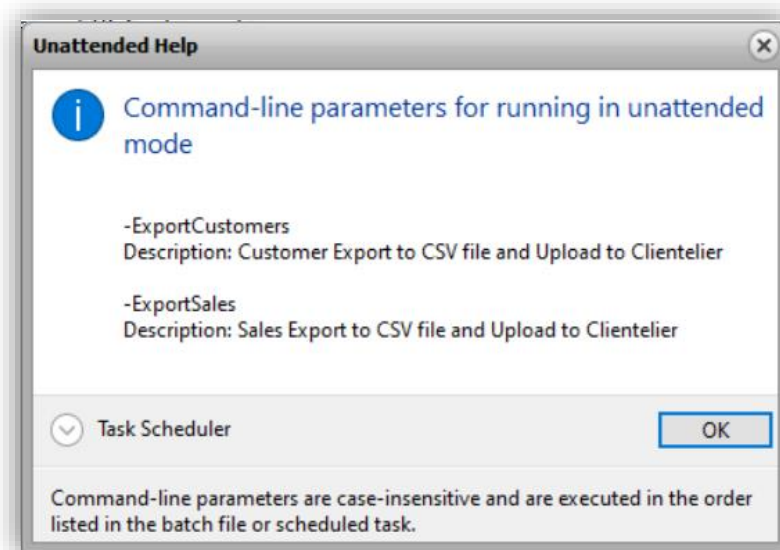 Unattended Help
Command-line parameters for running in unattended
mode
-ExportCustomers
Description: Customer Export to CSV file and Upload to Clientelier
-ExportSales
Description: Sales Export to CSV file and Upload to Clientelier
Task Scheduler
OK
Command-line parameters are case-insensitive and are executed in the order
listed in the batch file or scheduled task.